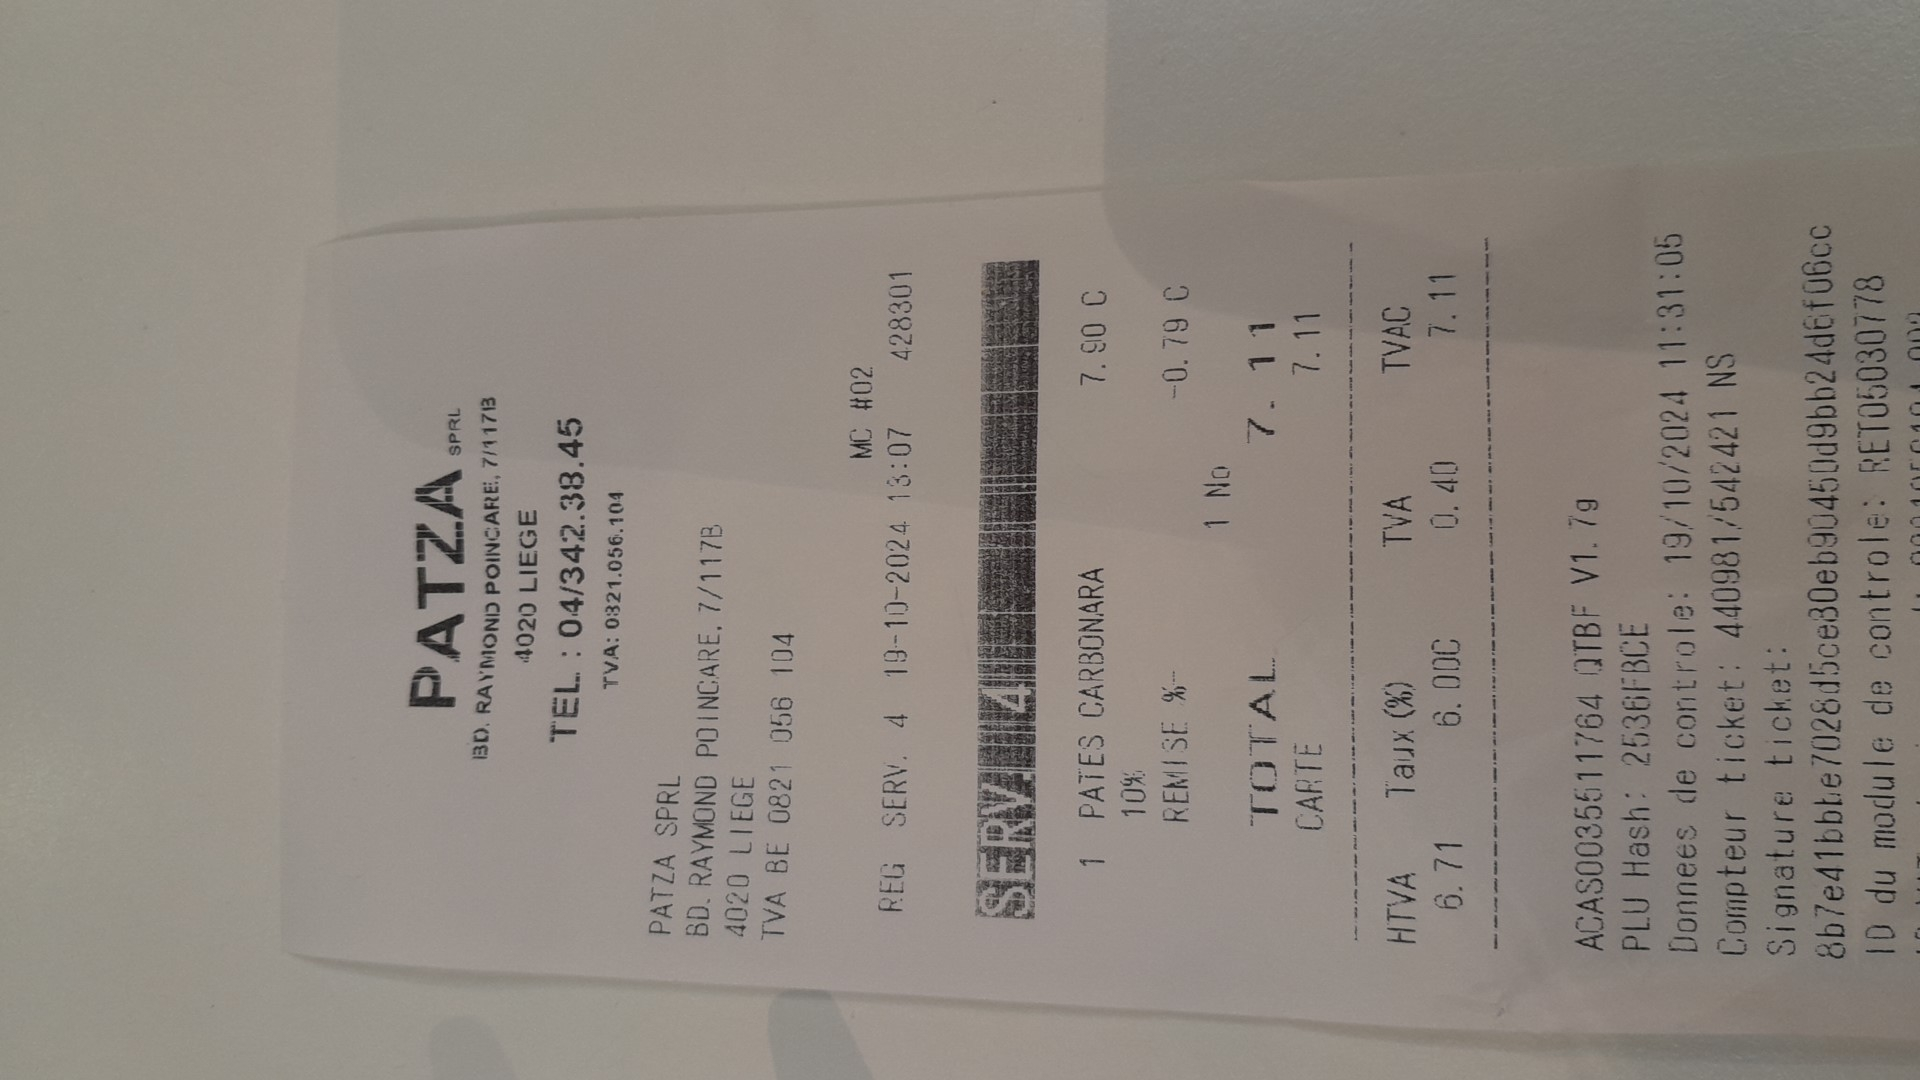 PATZA SPRL
BD. RAYMOND POINCARE, 7/117B
4020 LIEGE
TEL. : 04/342.38.45
TVA: 0821.056.104
PATZA SPRL
BD. RAYMOND POINCARE, 7/117B
4020 LIEGE
TVA BE 0821 056 104
MC #02
REG SERV. 4 19-10-2024 13:07 428301
SERV. 4
1 PATES CARBONARA 7.90 C
10%
REMISE %- -0.79 C
1 No
TOTAL 7.11
CARTE 7.11
HTVA Taux(%) TVA TVAC
6.71 6.00C 0.40 7.11
ACAS0035511764 QTBF V1.7g
PLU Hash: 2536FBCE
Donnees de controle: 19/10/2024 11:31:05
Compteur ticket: 440981/542421 NS
Signature ticket:
8b7e41bbbe7028d5ce80eb90450d9bb24d6f06cc
ID du module de controle: RET05030778